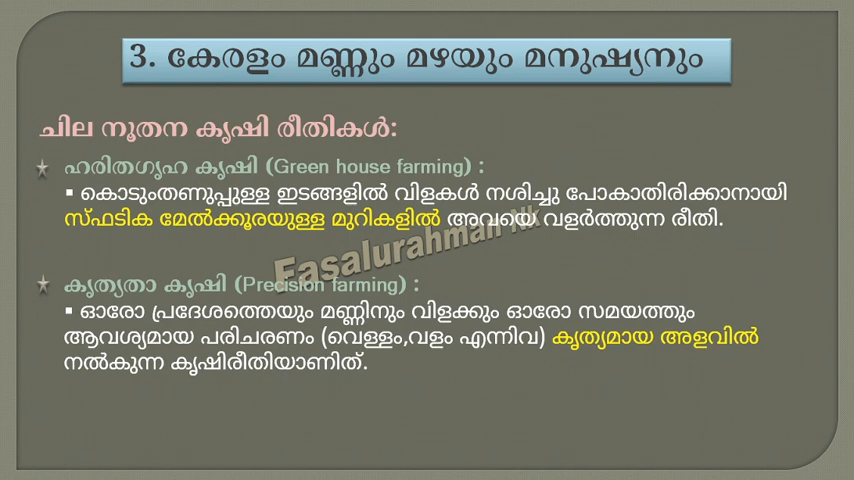 3. കേരളം മണ്ണും മഴയും മനുഷ്യനും
ചില നൂതന കൃഷി രീതികൾ:
ഹരിതഗൃഹ കൃഷി (Green house farming) :
▪ കൊടുംതണുപ്പുള്ള ഇടങ്ങളിൽ വിളകൾ നശിച്ചു പോകാതിരിക്കാനായി
സ്ഫടിക മേൽക്കൂരയുള്ള മുറികളിൽ അവയെ വളർത്തുന്ന രീതി.
Fasalurahman Nk
കൃത്യതാ കൃഷി (Precision farming) :
▪ ഓരോ പ്രദേശത്തെയും മണ്ണിനും വിളക്കും ഓരോ സമയത്തും
ആവശ്യമായ പരിചരണം (വെള്ളം,വളം എന്നിവ) കൃത്യമായ അളവിൽ
നൽകുന്ന കൃഷിരീതിയാണിത്.